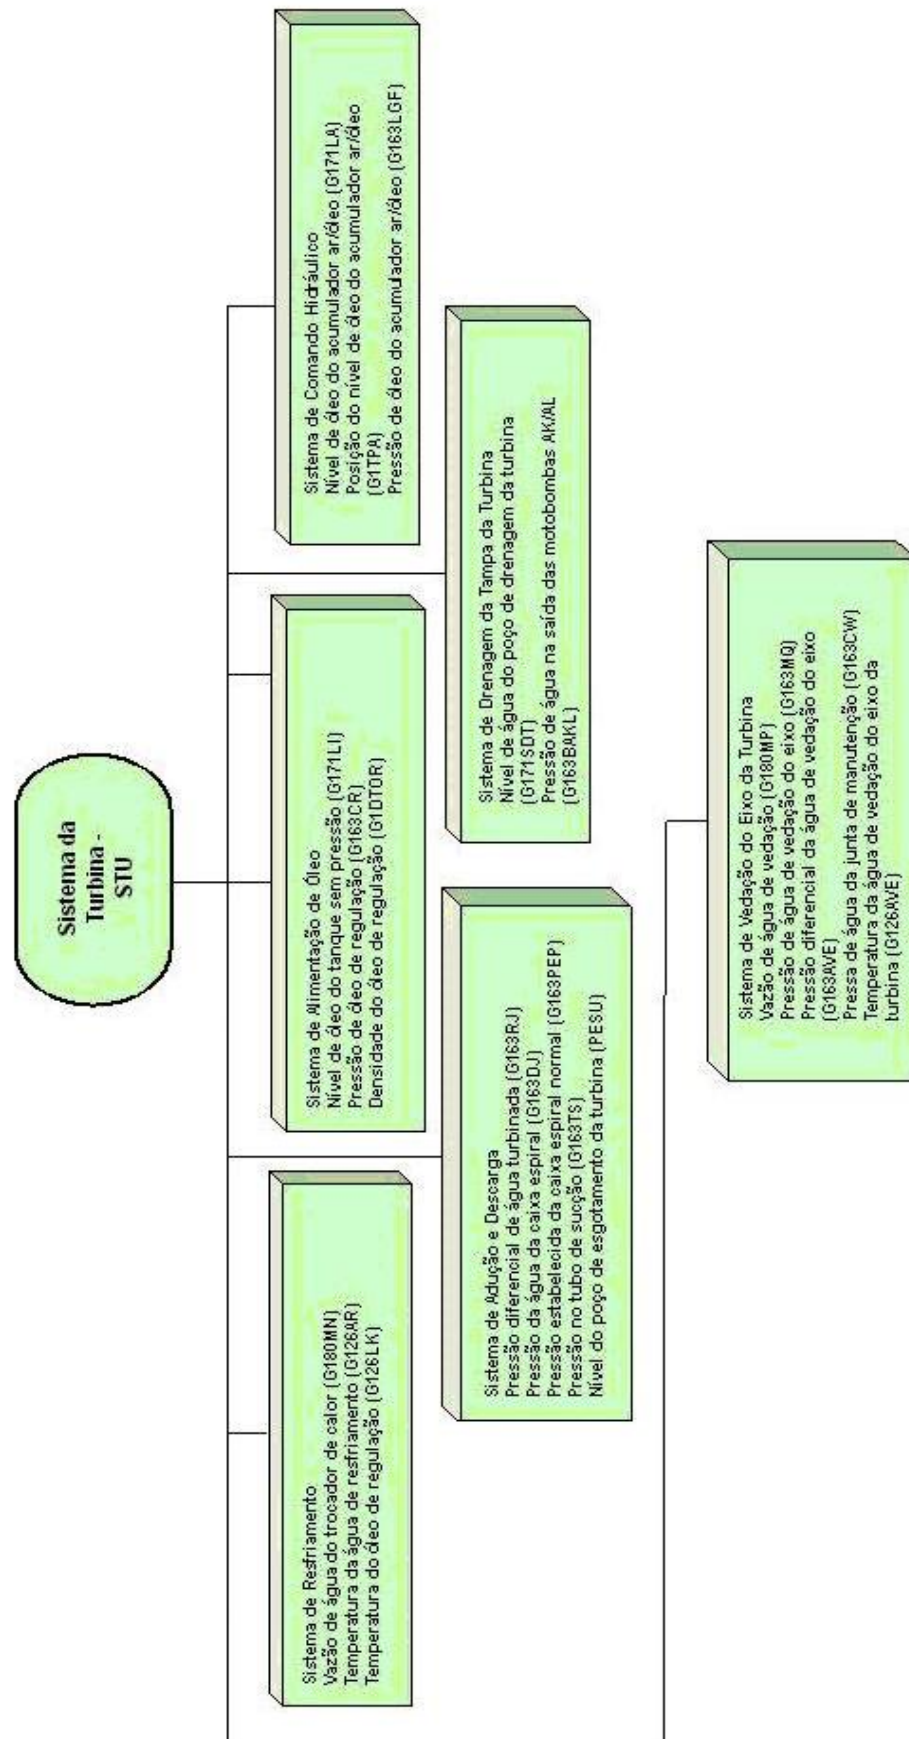 Sistema da
Turbina -
STU
Sistema de Resfriamento
Vazão de água do trocador de calor (G180MN)
Temperatura da água de resfriamento (G126AR)
Temperatura do óleo de regulação (G126LK)
Sistema de Alimentação de Óleo
Nível de óleo do tanque sem pressão (G171LI)
Pressão de óleo de regulação (G163CR)
Densidade do óleo de regulação (G1DTOR)
Sistema de Comando Hidráulico
Nível de óleo do acumulador ar/óleo (G171LA)
Posição do nível de óleo do acumulador ar/óleo
(G1TPA)
Pressão de óleo do acumulador ar/óleo (G163LGF)
Sistema de Adução e Descarga
Pressão diferencial de água turbinada (G163RJ)
Pressão da água da caixa espiral (G163DJ)
Pressão estabelecida da caixa espiral normal (G163PEP)
Pressão no tubo de sucção (G163TS)
Nível do poço de esgotamento da turbina (PESU)
Sistema de Drenagem da Tampa da Turbina
Nível de água do poço de drenagem da turbina
(G171SDT)
Pressão de água na saída das motobombas AK/AL
(G163BAKL)
Sistema de Vedação do Eixo da Turbina
Vazão de água de vedação (G180MP)
Pressão de água de vedação do eixo (G163MQ)
Pressão diferencial da água de vedação do eixo
(G163AVE)
Pressa de água da junta de manutenção (G163CW)
Temperatura da água de vedação do eixo da
turbina (G126AVE)